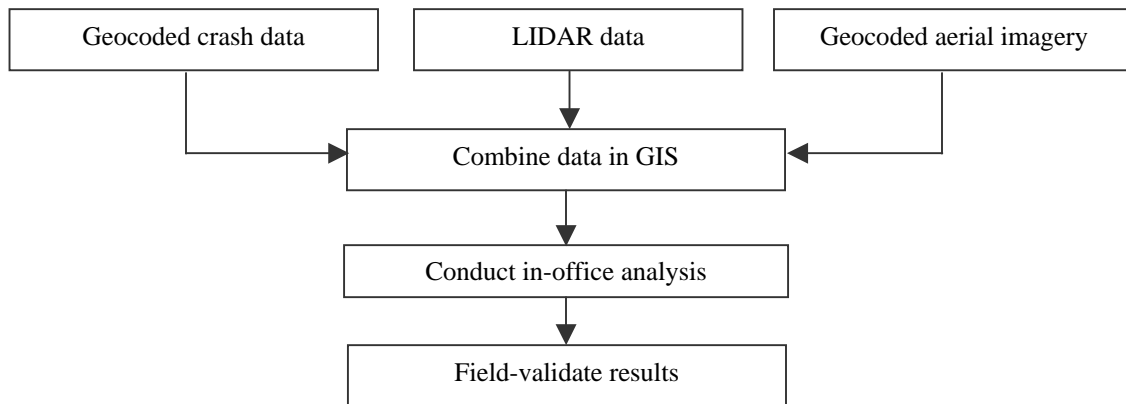 Geocoded crash data
LIDAR data
Geocoded aerial imagery
Combine data in GIS
Conduct in-office analysis
Field-validate results